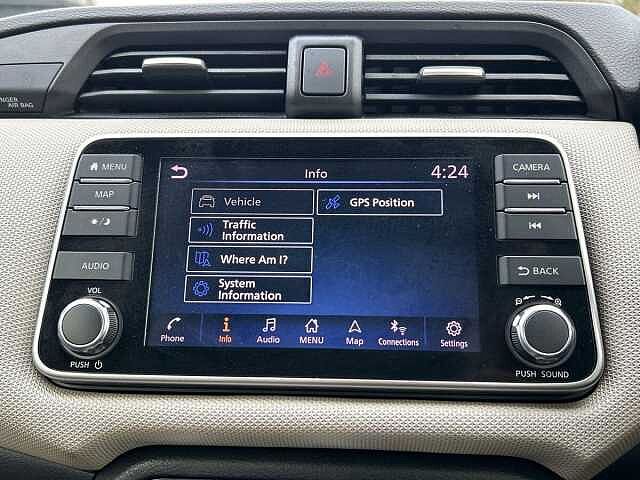 AIR BAG
MENU
MAP
AUDIO
VOL
PUSH
Info
4:24
Vehicle
GPS Position
Traffic
Information
Where Am I?
System
Information
Phone
Info
Audio
MENU
Map
Connections
Settings
CAMERA
BACK
PUSH SOUND